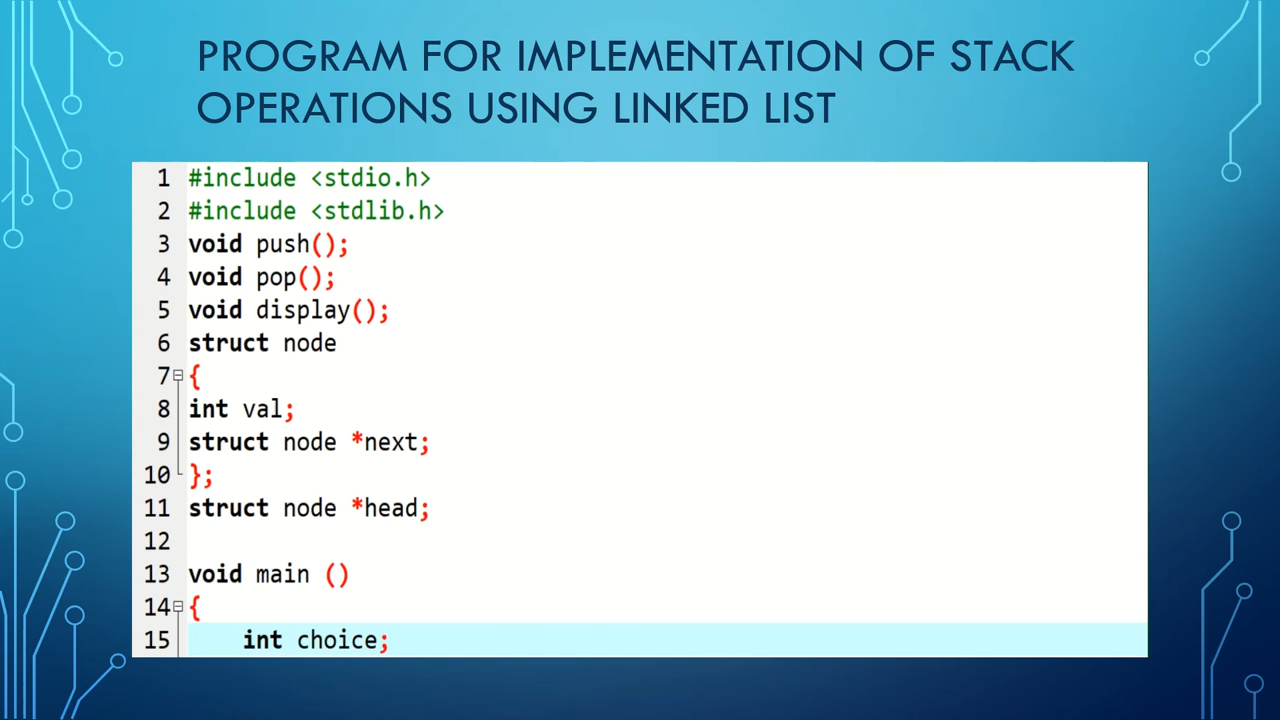 PROGRAM FOR IMPLEMENTATION OF STACK
OPERATIONS USING LINKED LIST
1 #include <stdio.h>
2 #include <stdlib.h>
3 void push();
4 void pop();
5 void display();
6 struct node
7 {
8 int val;
9 struct node *next;
10 };
11 struct node *head;
12
13 void main ()
14 {
15 int choice;